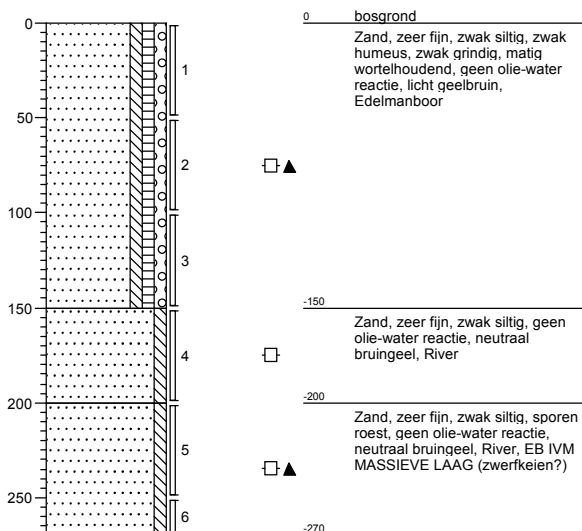 0
50
100
150
200
250
1
2
3
4
5
6
0
bosgrond
Zand, zeer fijn, zwak siltig, zwak
humeus, zwak grindig, matig
wortelhoudend, geen olie-water
reactie, licht geelbruin,
Edelmanboor
-150
Zand, zeer fijn, zwak siltig, geen
olie-water reactie, neutraal
bruingeel, River
-200
Zand, zeer fijn, zwak siltig, sporen
roest, geen olie-water reactie,
neutraal bruingeel, River, EB IVM
MASSIEVE LAAG (zwerfkeien?)
-270